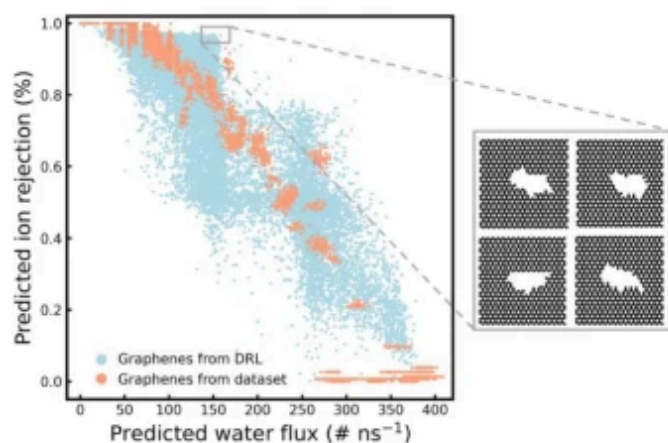 Predicted ion rejection (%)
1.0
0.8
0.6
0.4
0.2
0.0
Graphenes from DRL
Graphenes from dataset
0 50 100 150 200 250 300 350 400
Predicted water flux (# ns⁻¹)